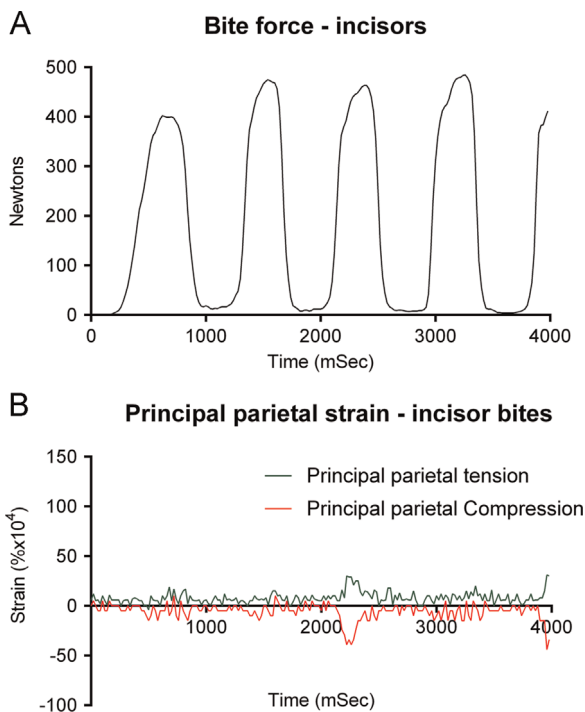 A
Bite force - incisors
500
400
300
200
100
0
Newtons
0 1000 2000 3000 4000
Time (mSec)
B
Principal parietal strain - incisor bites
150
100
50
0
-50
-100
Strain (%x10⁴)
Principal parietal tension
Principal parietal Compression
1000 2000 3000 4000
Time (mSec)